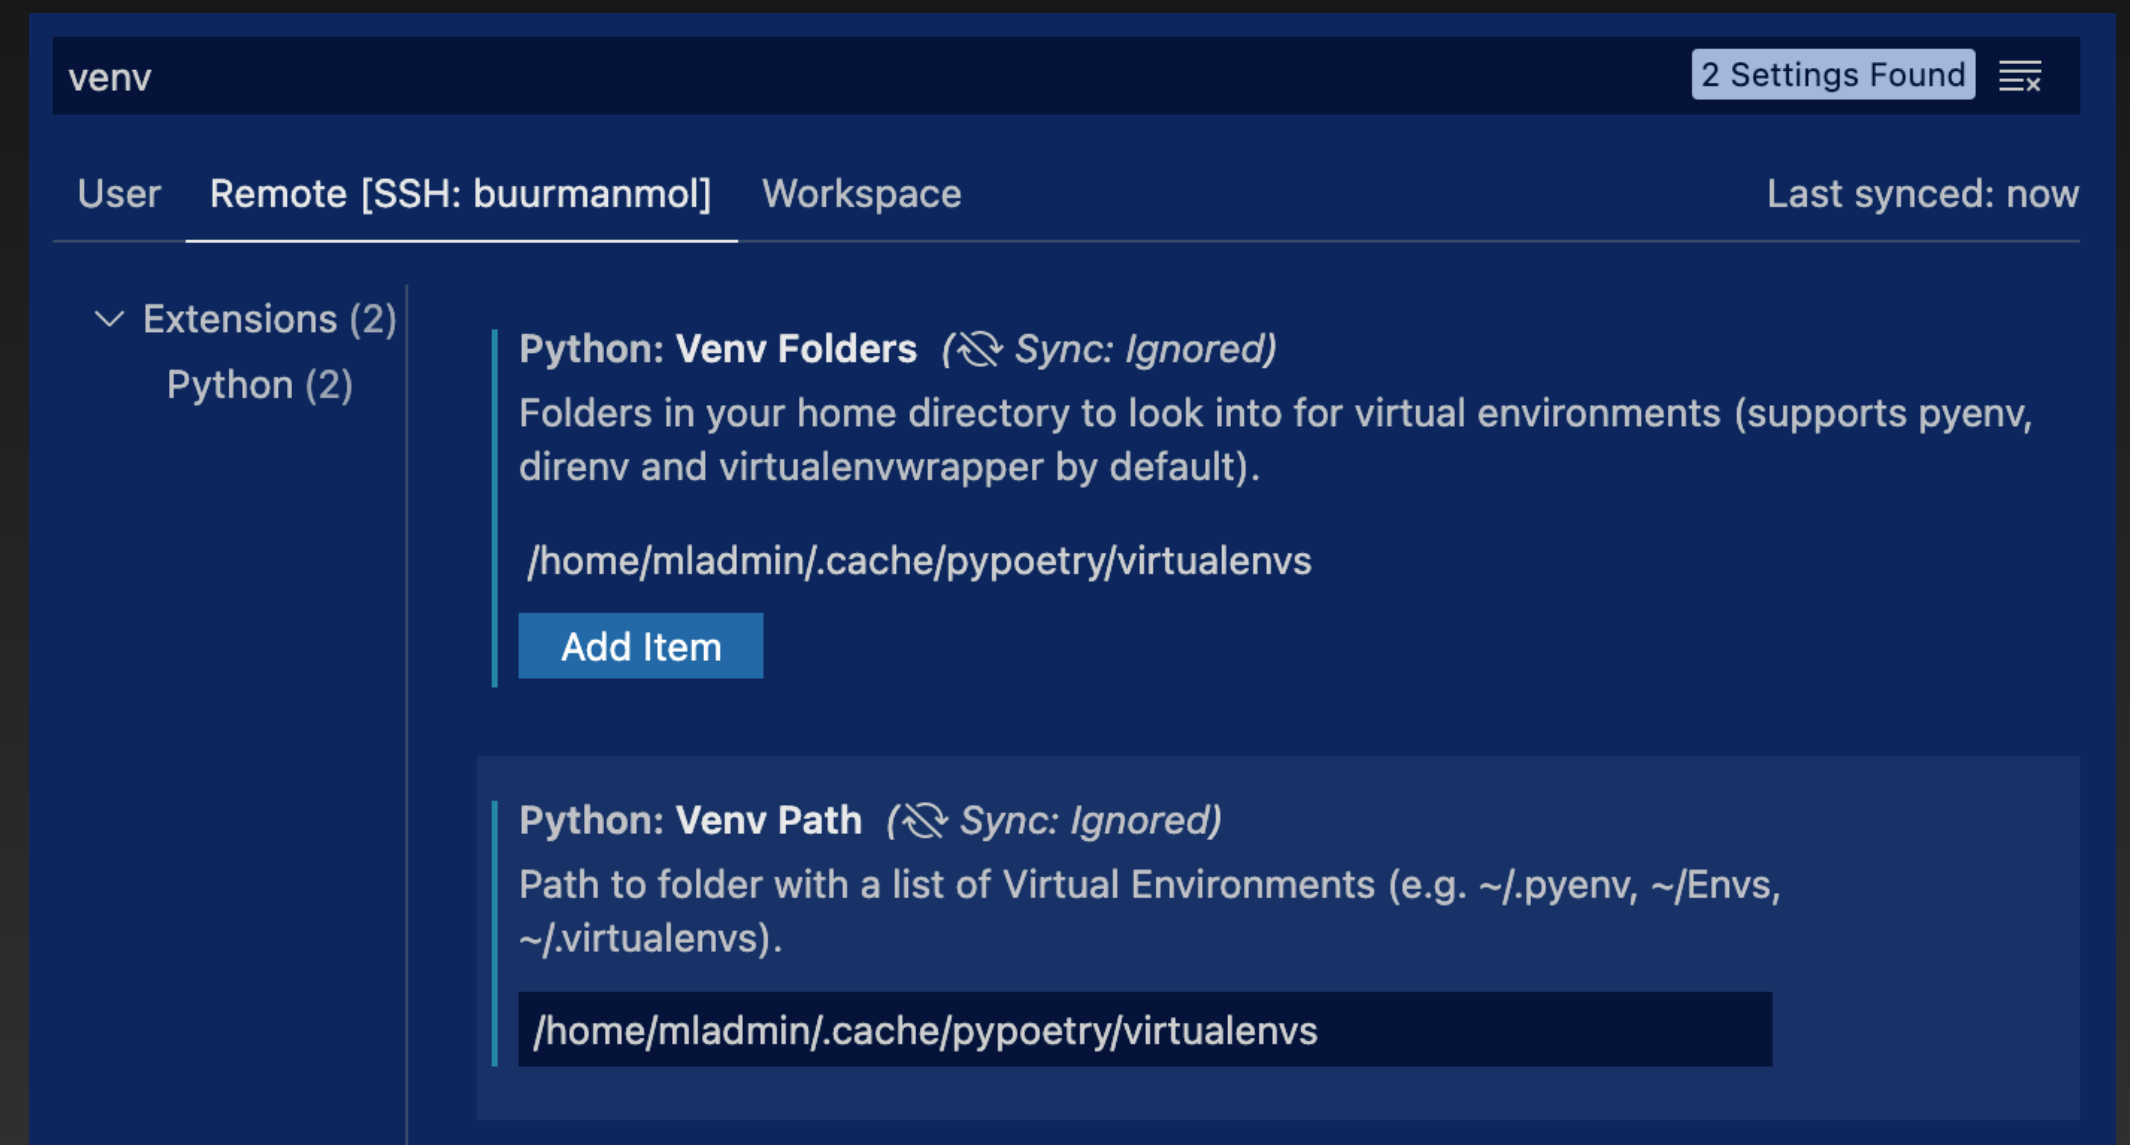 venv
2 Settings Found
User
Remote [SSH: buurmanmol]
Workspace
Last synced: now
Extensions (2)
Python (2)
Python: Venv Folders (Sync: Ignored)
Folders in your home directory to look into for virtual environments (supports pyenv,
direnv and virtualenvwrapper by default).
/home/mladmin/.cache/pypoetry/virtualenvs
Add Item
Python: Venv Path (Sync: Ignored)
Path to folder with a list of Virtual Environments (e.g. ~/.pyenv, ~/Envs,
~/.virtualenvs).
/home/mladmin/.cache/pypoetry/virtualenvs